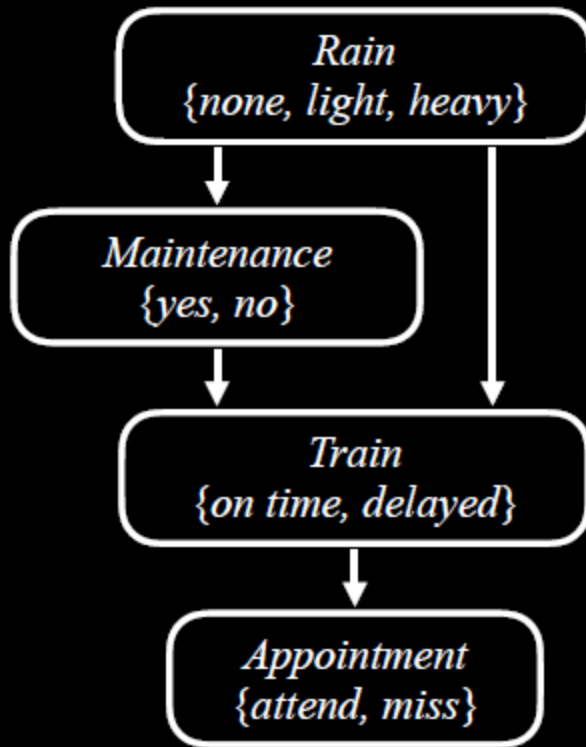 Rain
{none, light, heavy}
Maintenance
{yes, no}
Train
{on time, delayed}
Appointment
{attend, miss}